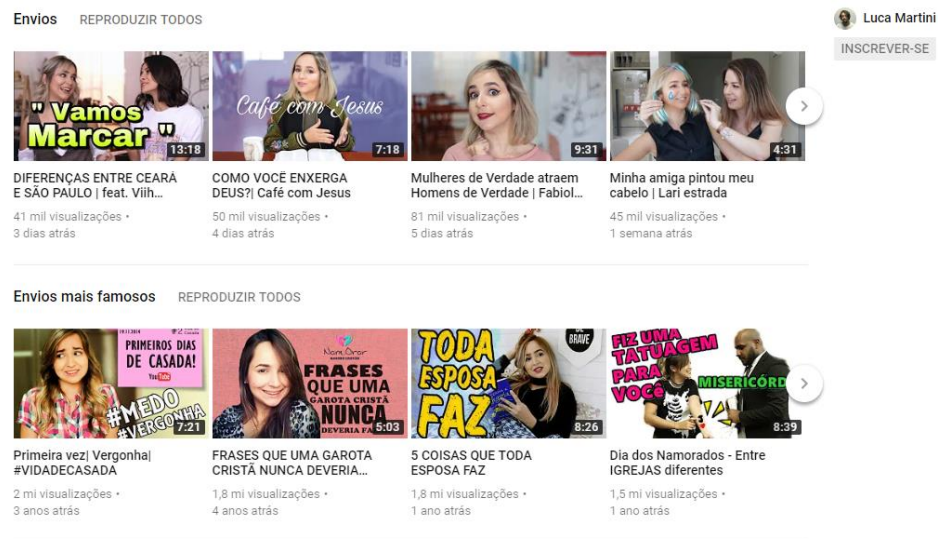 Envios REPRODUZIR TODOS
Luca Martini
INSCREVER-SE
" Vamos
Marcar "
13:18
Café com Jesus
7:18
9:31
4:31
DIFERENÇAS ENTRE CEARÁ
E SÃO PAULO | feat. Viih...
COMO VOCÊ ENXERGA
DEUS?| Café com Jesus
Mulheres de Verdade atraem
Homens de Verdade | Fabiol...
Minha amiga pintou meu
cabelo | Lari estrada
41 mil visualizações •
3 dias atrás
50 mil visualizações •
4 dias atrás
81 mil visualizações •
5 dias atrás
45 mil visualizações •
1 semana atrás
Envios mais famosos REPRODUZIR TODOS
PRIMEIROS DIAS
DE CASADA!
YouTube
#MEDO
#VERGONHA
7:21
FRASES
QUE UMA
GAROTA CRISTÃ
NUNCA
DEVERIA
5:03
TODA
ESPOSA
FAZ
BRAVE
8:26
FIZ UMA
TATUAGEM
PARA
VOCÊ
MISERICÓRD
8:39
Primeira vez| Vergonha|
#VIDADECASADA
FRASES QUE UMA GAROTA
CRISTÃ NUNCA DEVERIA...
5 COISAS QUE TODA
ESPOSA FAZ
Dia dos Namorados - Entre
IGREJAS diferentes
2 mi visualizações •
3 anos atrás
1,8 mi visualizações •
4 anos atrás
1,8 mi visualizações •
1 ano atrás
1,5 mi visualizações •
1 ano atrás